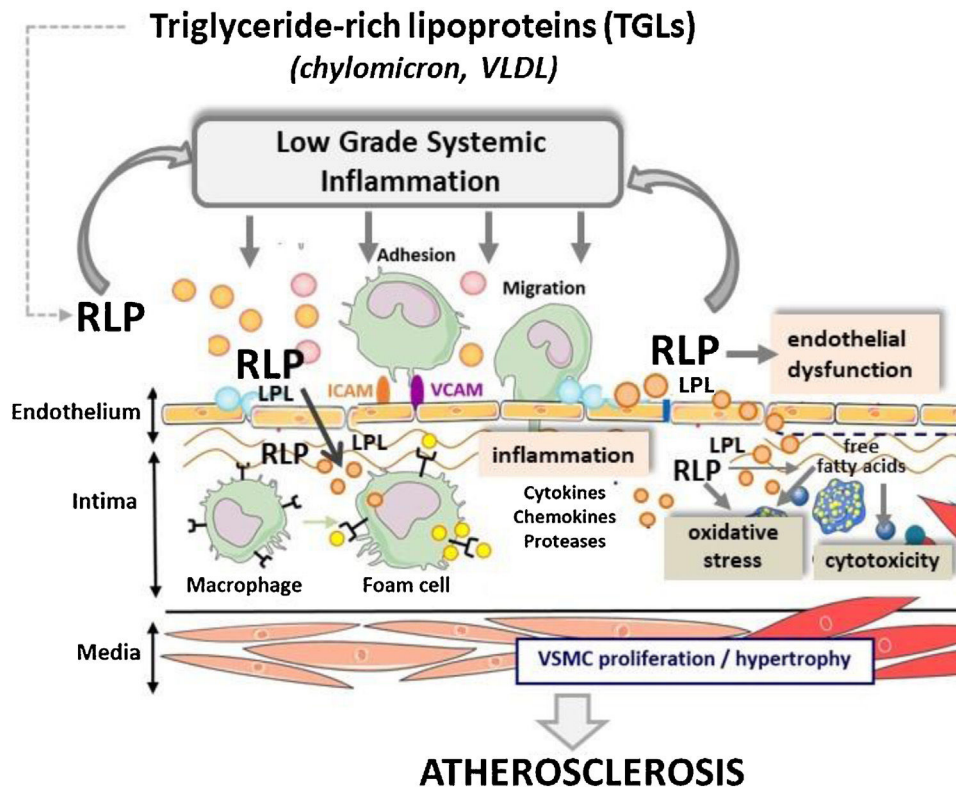 Triglyceride-rich lipoproteins (TGLs)
(chylomicron, VLDL)
Low Grade Systemic
Inflammation
Adhesion
Migration
RLP
RLP
RLP
endothelial
dysfunction
LPL
ICAM
VCAM
LPL
Endothelium
RLP
LPL
inflammation
LPL
RLP
free
fatty acids
Intima
Cytokines
Chemokines
Proteases
oxidative
stress
cytotoxicity
Macrophage
Foam cell
Media
VSMC proliferation / hypertrophy
ATHEROSCLEROSIS